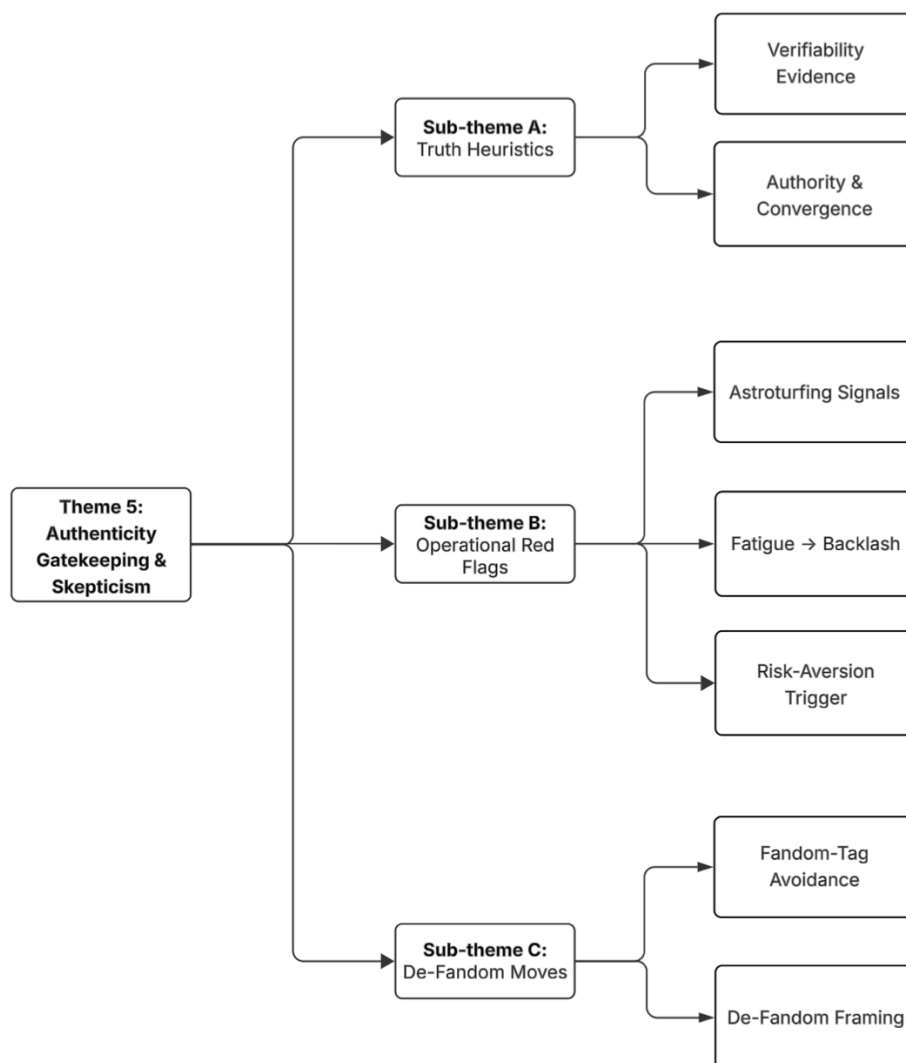 Theme 5:
Authenticity
Gatekeeping &
Skepticism
Sub-theme A:
Truth Heuristics
Verifiability
Evidence
Authority &
Convergence
Sub-theme B:
Operational Red
Flags
Astroturfing Signals
Fatigue → Backlash
Risk-Aversion
Trigger
Sub-theme C:
De-Fandom Moves
Fandom-Tag
Avoidance
De-Fandom Framing